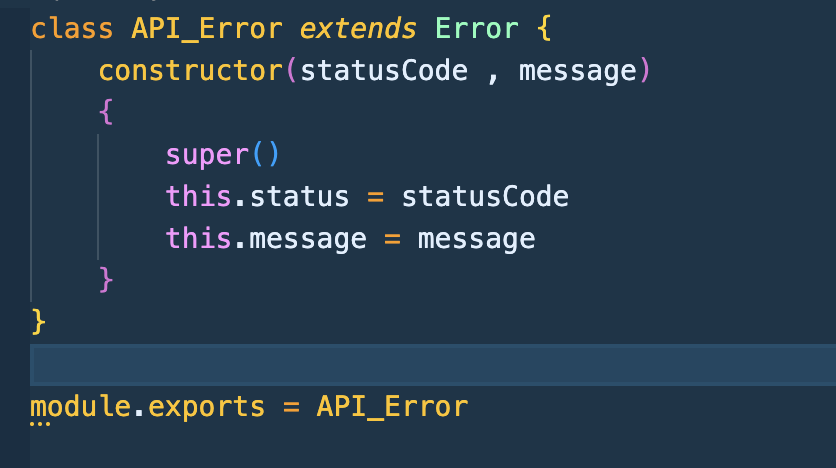 class API_Error extends Error {
    constructor(statusCode , message)
    {
        super()
        this.status = statusCode
        this.message = message
    }
}
module.exports = API_Error